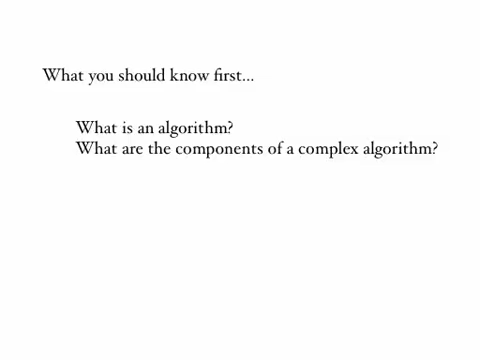 What you should know first...
What is an algorithm?
What are the components of a complex algorithm?